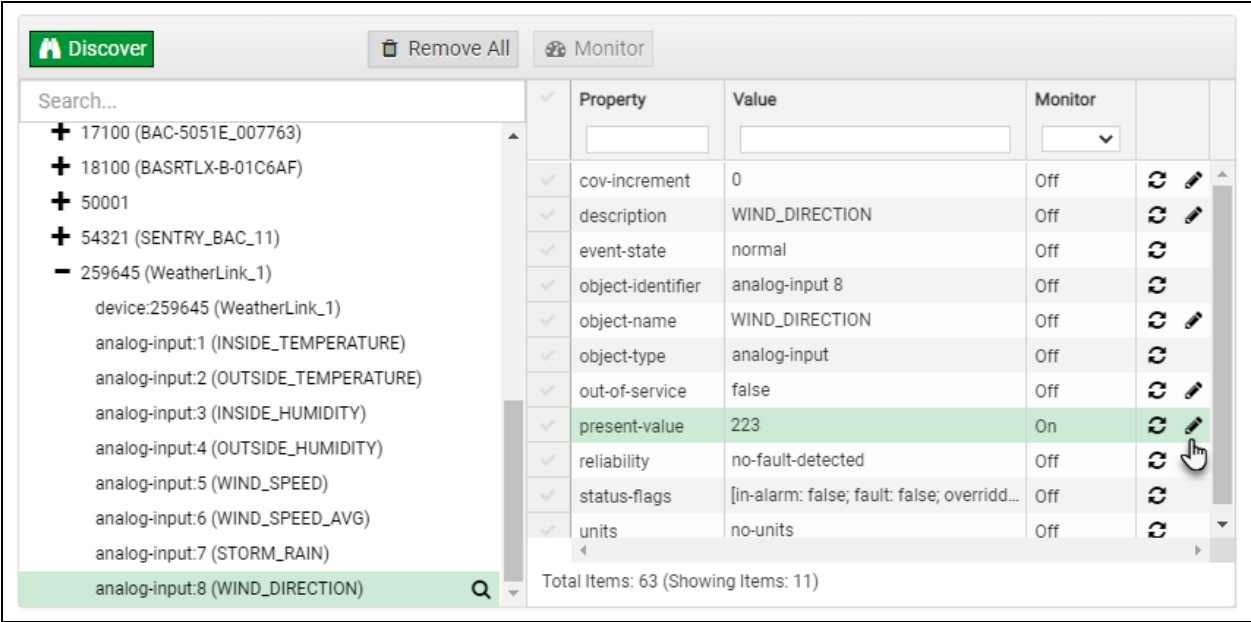 Discover
Remove All
Monitor
Search...
17100 (BAC-5051E_007763)
18100 (BASRTLX-B-01C6AF)
50001
54321 (SENTRY_BAC_11)
259645 (WeatherLink_1)
device:259645 (WeatherLink_1)
analog-input:1 (INSIDE_TEMPERATURE)
analog-input:2 (OUTSIDE_TEMPERATURE)
analog-input:3 (INSIDE_HUMIDITY)
analog-input:4 (OUTSIDE_HUMIDITY)
analog-input:5 (WIND_SPEED)
analog-input:6 (WIND_SPEED_AVG)
analog-input:7 (STORM_RAIN)
analog-input:8 (WIND_DIRECTION)
Property Value Monitor
cov-increment 0 Off
description WIND_DIRECTION Off
event-state normal Off
object-identifier analog-input 8 Off
object-name WIND_DIRECTION Off
object-type analog-input Off
out-of-service false Off
present-value 223 On
reliability no-fault-detected Off
status-flags [in-alarm: false; fault: false; overridd... Off
units no-units Off
Total Items: 63 (Showing Items: 11)